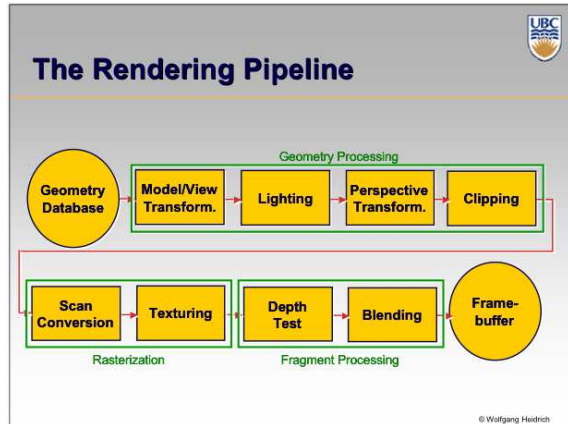 UBC
The Rendering Pipeline
Geometry Processing
Geometry
Database
Model/View
Transform.
Lighting
Perspective
Transform.
Clipping
Scan
Conversion
Texturing
Depth
Test
Blending
Frame-
buffer
Rasterization
Fragment Processing
© Wolfgang Heidrich